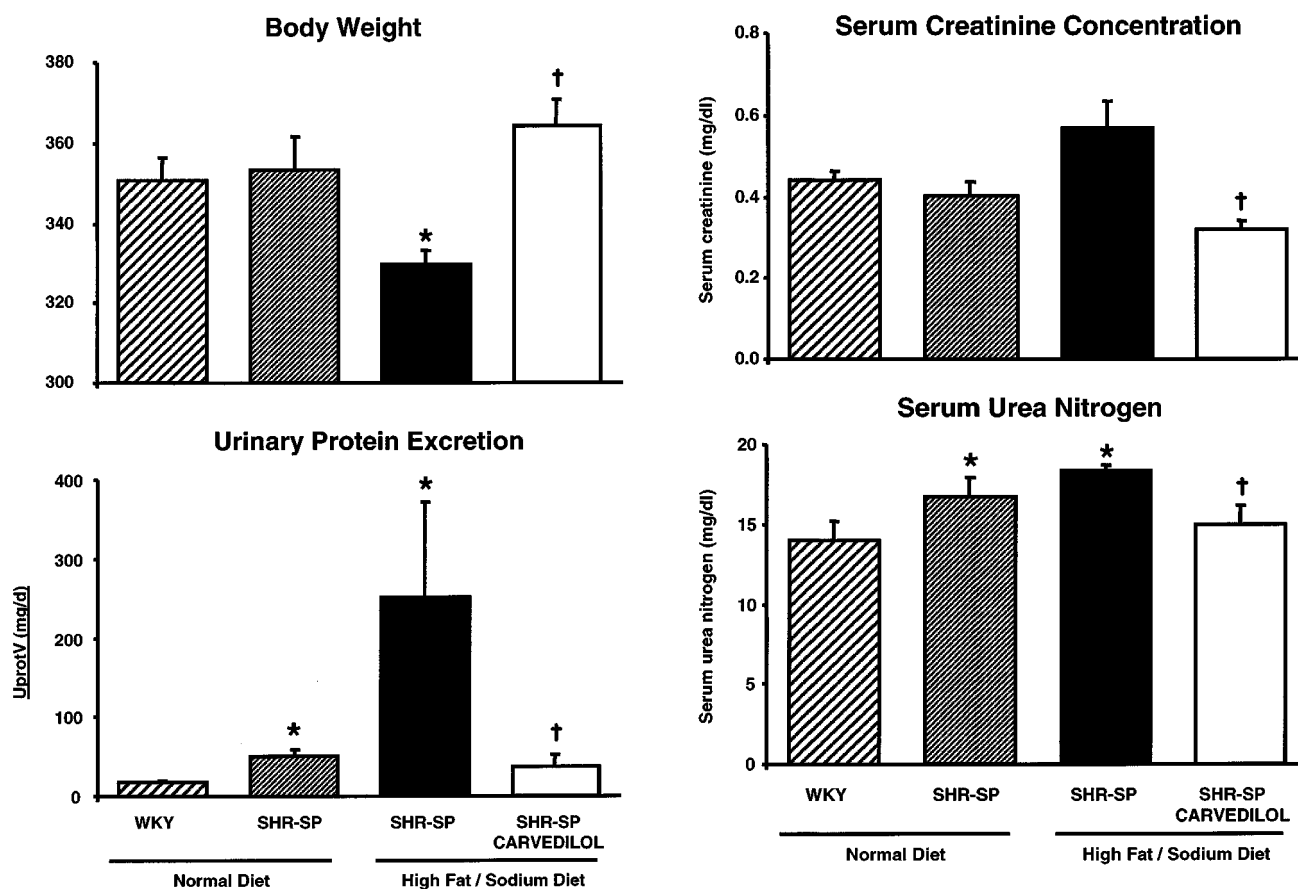 Body Weight
380
360
340
320
300
*
†
Serum Creatinine Concentration
Serum creatinine (mg/dl)
0.8
0.6
0.4
0.2
0.0
†
Urinary Protein Excretion
UprotV (mg/d)
400
300
200
100
0
*
*
†
WKY
SHR-SP
SHR-SP
SHR-SP
CARVEDILOL
Normal Diet
High Fat / Sodium Diet
Serum Urea Nitrogen
Serum urea nitrogen (mg/dl)
20
15
10
5
0
*
*
†
WKY
SHR-SP
SHR-SP
SHR-SP
CARVEDILOL
Normal Diet
High Fat / Sodium Diet